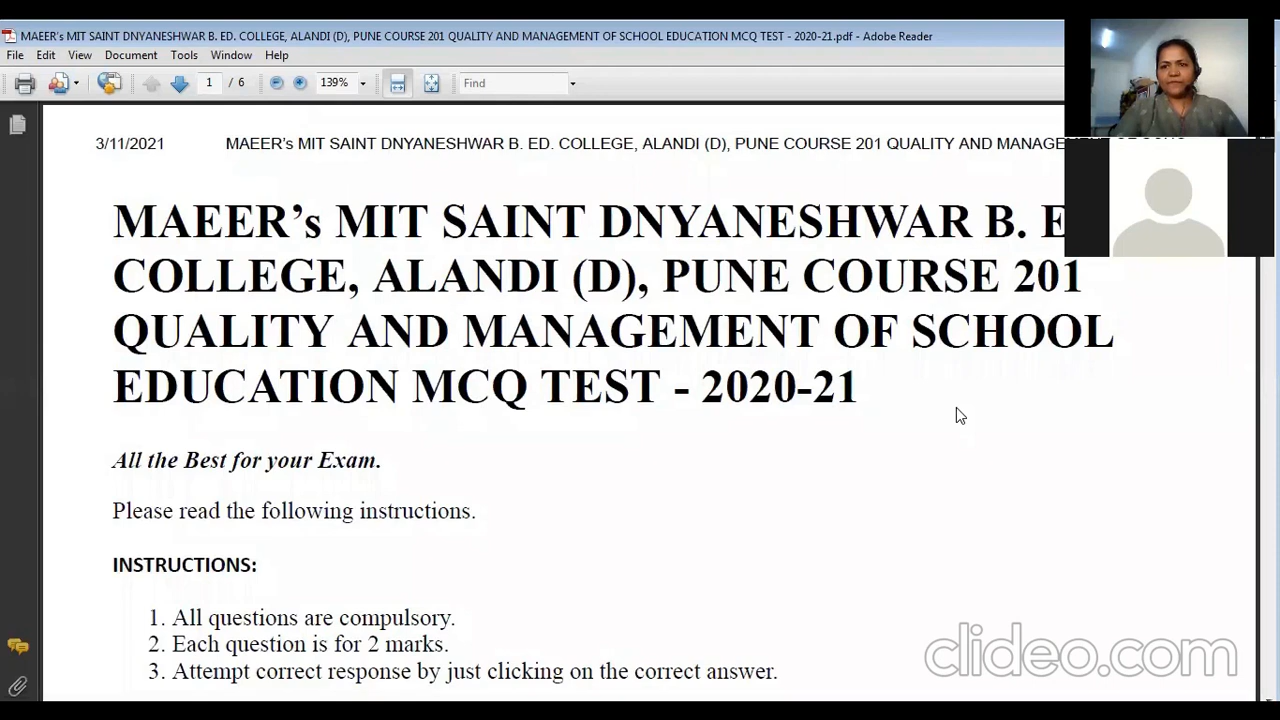 MAEER's MIT SAINT DNYANESHWAR B. ED. COLLEGE, ALANDI (D), PUNE COURSE 201 QUALITY AND MANAGEMENT OF SCHOOL EDUCATION MCQ TEST - 2020-21.pdf - Adobe Reader
File Edit View Document Tools Window Help
1 / 6 139% Find
3/11/2021 MAEER's MIT SAINT DNYANESHWAR B. ED. COLLEGE, ALANDI (D), PUNE COURSE 201 QUALITY AND
MAEER’s MIT SAINT DNYANESHWAR B.
COLLEGE, ALANDI (D), PUNE COURSE 201
QUALITY AND MANAGEMENT OF SCHOOL
EDUCATION MCQ TEST - 2020-21
All the Best for your Exam.
Please read the following instructions.
INSTRUCTIONS:
1. All questions are compulsory.
2. Each question is for 2 marks.
3. Attempt correct response by just clicking on the correct answer.
clideo.com